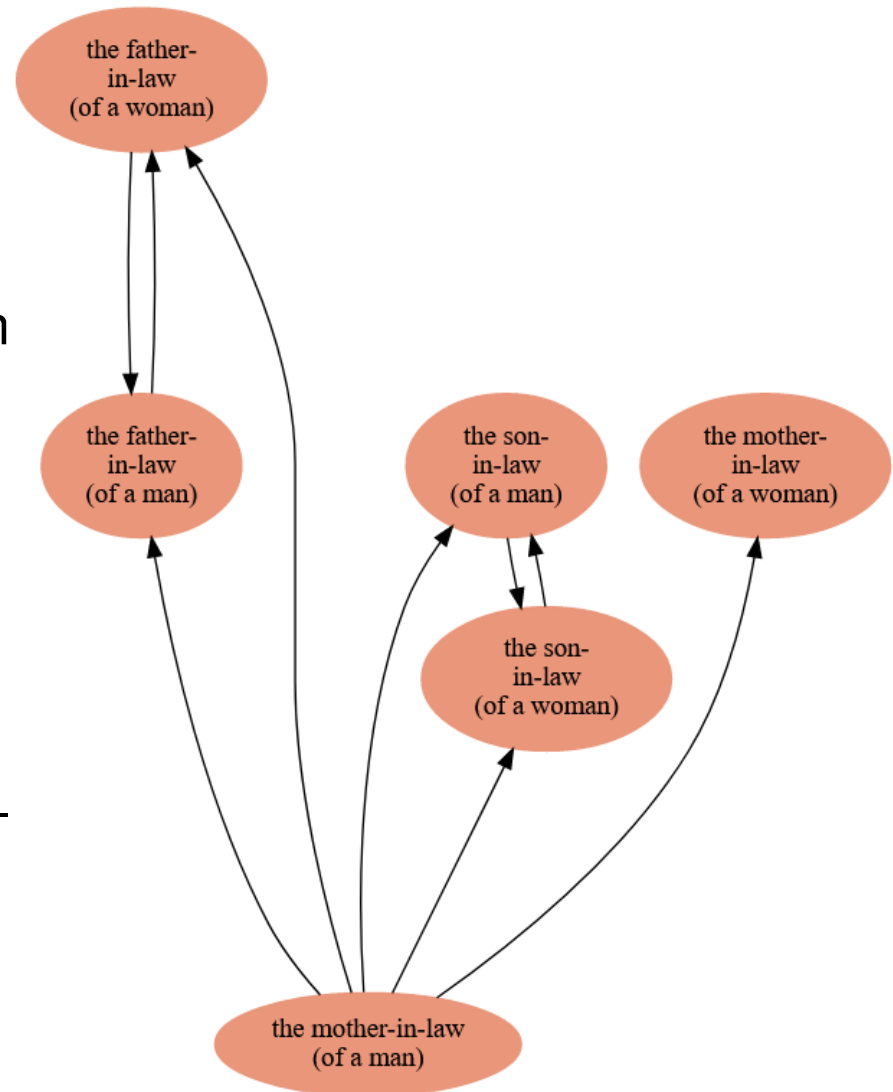 the father-
in-law
(of a woman)
n
the father-
in-law
(of a man)
the son-
in-law
(of a man)
the mother-
in-law
(of a woman)
the son-
in-law
(of a woman)
-
the mother-in-law
(of a man)